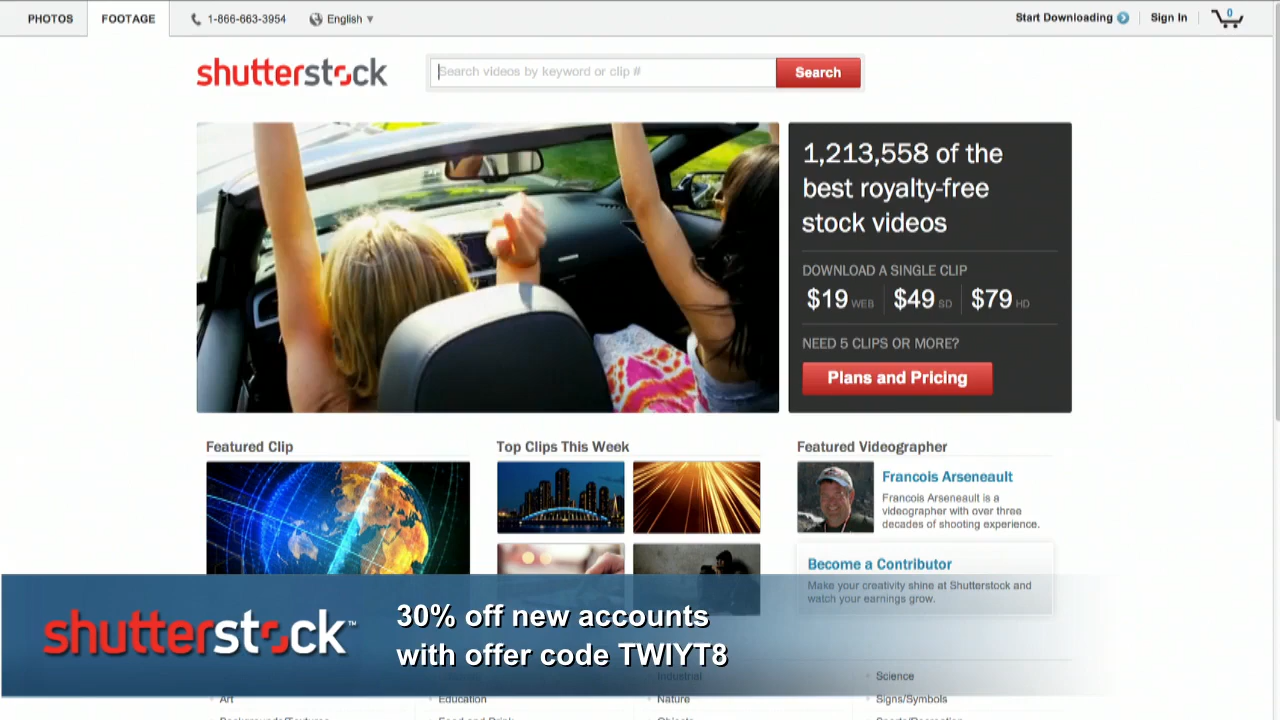 PHOTOS
FOOTAGE
1-866-663-3954
English
Start Downloading
Sign In
0
shutterstock
Search videos by keyword or clip #
Search
1,213,558 of the
best royalty-free
stock videos
DOWNLOAD A SINGLE CLIP
$19 WEB $49 SD $79 HD
NEED 5 CLIPS OR MORE?
Plans and Pricing
Featured Clip
Top Clips This Week
Featured Videographer
Francois Arseneault
Francois Arseneault is a
videographer with over three
decades of shooting experience.
Become a Contributor
Make your creativity shine at Shutterstock and
watch your earnings grow.
shutterstock™
30% off new accounts
with offer code TWIYT8
Industrial
Science
Art
Education
Nature
Signs/Symbols